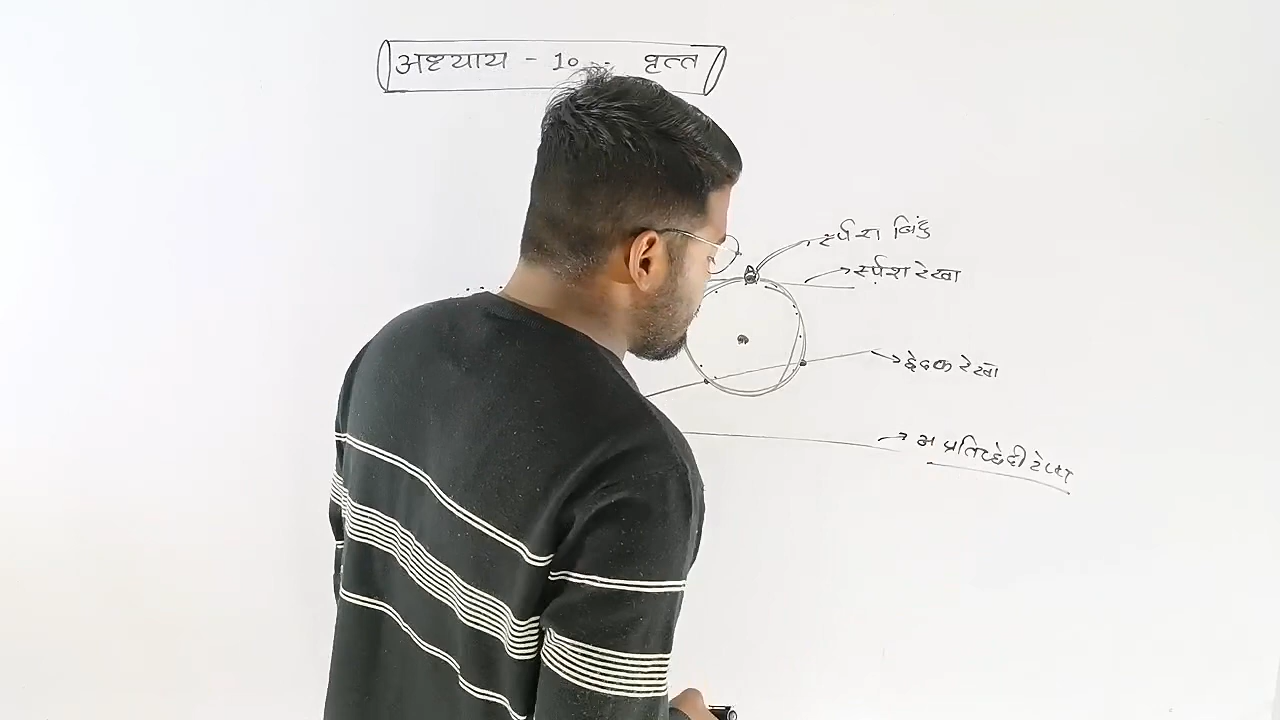 अध्याय - 10 : वृत्त
स्पर्श बिंदु
स्पर्श रेखा
छेदक रेखा
अप्रतिच्छेदी रेखा